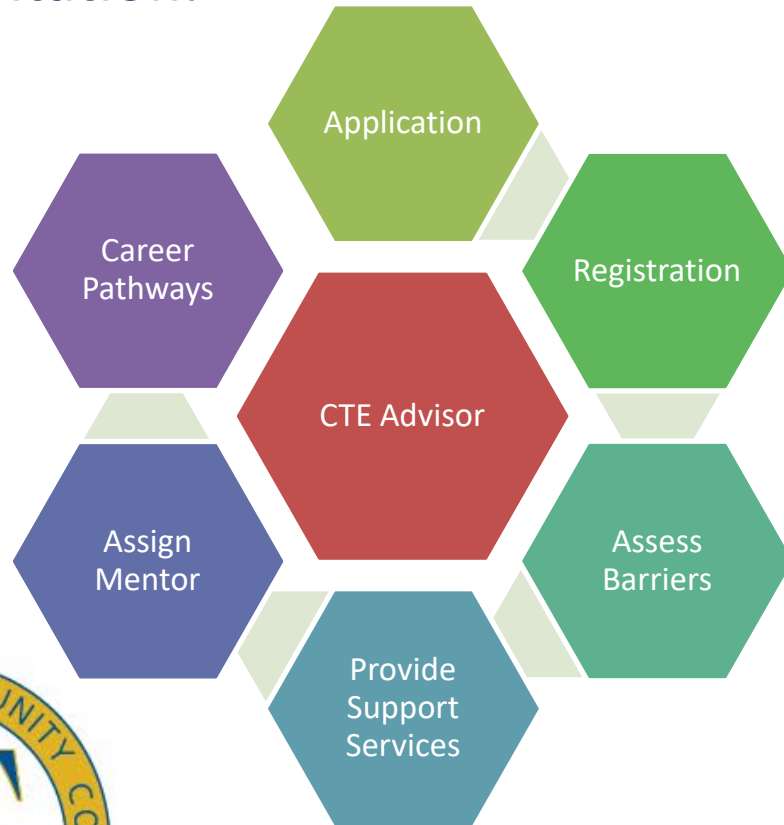 Application
Registration
Career
Pathways
CTE Advisor
Assess
Barriers
Assign
Mentor
Provide
Support
Services